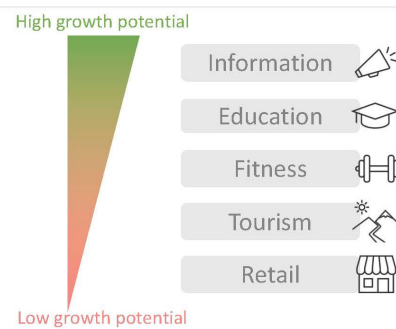 High growth potential
Information
Education
Fitness
Tourism
Retail
Low growth potential